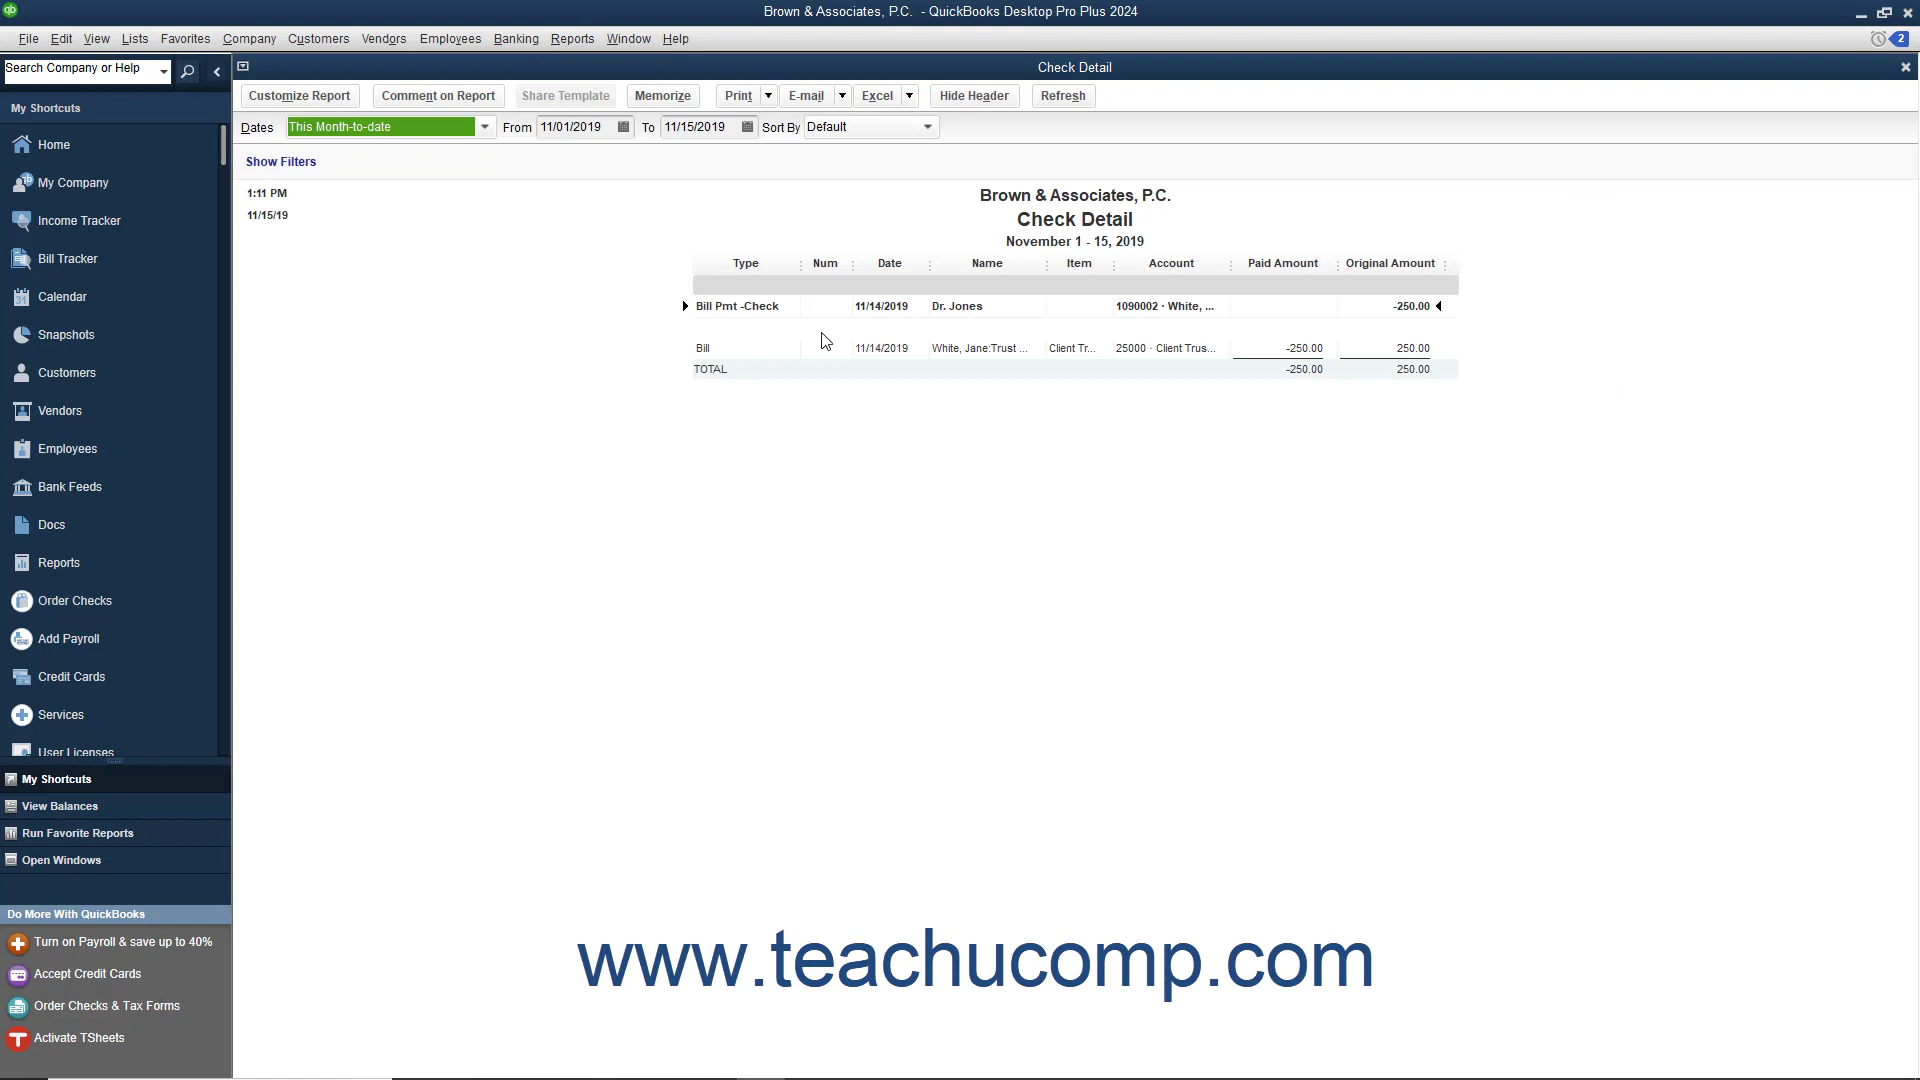 Brown & Associates, P.C. - QuickBooks Desktop Pro Plus 2024
File Edit View Lists Favorites Company Customers Vendors Employees Banking Reports Window Help
2
Search Company or Help
Check Detail
My Shortcuts
Home
My Company
Income Tracker
Bill Tracker
Calendar
Snapshots
Customers
Vendors
Employees
Bank Feeds
Docs
Reports
Order Checks
Add Payroll
Credit Cards
Services
User Licenses
My Shortcuts
View Balances
Run Favorite Reports
Open Windows
Do More With QuickBooks
Turn on Payroll & save up to 40%
Accept Credit Cards
Order Checks & Tax Forms
Activate TSheets
Customize Report Comment on Report Share Template Memorize Print E-mail Excel Hide Header Refresh
Dates This Month-to-date From 11/01/2019 To 11/15/2019 Sort By Default
Show Filters
1:11 PM
11/15/19
Brown & Associates, P.C.
Check Detail
November 1 - 15, 2019
Type Num Date Name Item Account Paid Amount Original Amount
Bill Pmt -Check 11/14/2019 Dr. Jones 1090002 · White, ... -250.00
Bill 11/14/2019 White, Jane:Trust ... Client Tr... 25000 · Client Trus... -250.00 250.00
TOTAL -250.00 250.00
www.teachucomp.com